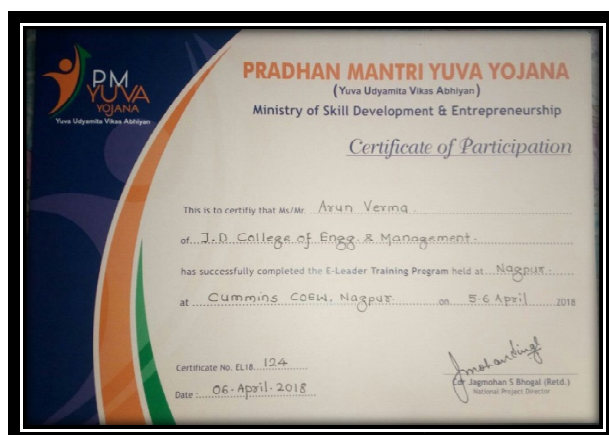 PM
YUVA
YOJANA
Yuva Udyamita Vikas Abhiyan
PRADHAN MANTRI YUVA YOJANA
(Yuva Udyamita Vikas Abhiyan)
Ministry of Skill Development & Entrepreneurship
Certificate of Participation
This is to certifiy that Ms/Mr. Arun Verma
of J.D College of Engg. & Management.
has successfully completed the E-Leader Training Program held at Nagpur.
at Cummins COEW, Nagpur. on 5-6 April 2018
Certificate No. EL18 124
Date : 06-April-2018
Jmohansingh
Cdr Jagmohan S Bhogal (Retd.)
National Project Director